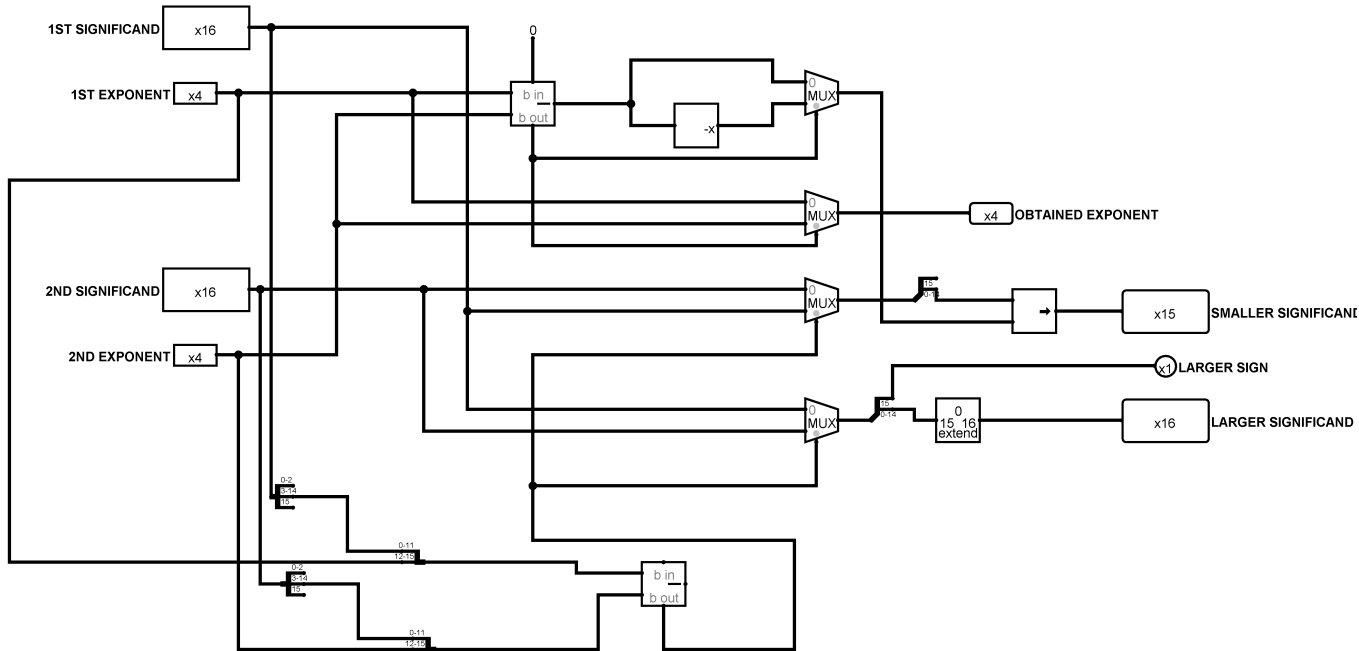 1ST SIGNIFICAND
x16
0
1ST EXPONENT
x4
b in
b out
-x
0
MUX
0
MUX
x4
OBTAINED EXPONENT
2ND SIGNIFICAND
x16
0
MUX
15
0-14
x15
SMALLER SIGNIFICAND
2ND EXPONENT
x4
x1
LARGER SIGN
0
MUX
15
0-14
0
15 16
extend
x16
LARGER SIGNIFICAND
0-2
3-14
15
0-11
12-15
0-2
3-14
15
b in
b out
0-11
12-15